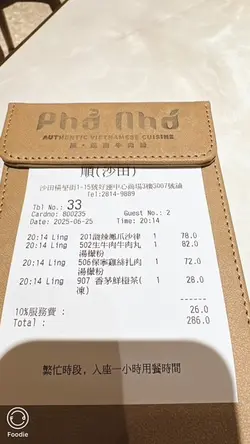 Phở Nhớ
AUTHENTIC VIETNAMESE CUISINE
順(沙田)
沙田橫壆街1-15號好運中心商場3樓3007號舖
Tel:2814-9889
Tbl No.: 33
Cardno: 800235 Guest No.: 2
Date: 2025-06-25 Time: 20:14
20:14 Ling 201涼辣鳳爪沙律 1 78.0
20:14 Ling 502生牛肉牛肉丸 1 82.0
湯檬粉
20:14 Ling 506保寧雞絲扎肉 1 72.0
湯檬粉
20:14 Ling 907 香茅鮮柑茶( 1 28.0
凍)
10%服務費 : 26.0
Total : 286.0
繁忙時段，入座一小時用餐時間
Foodie